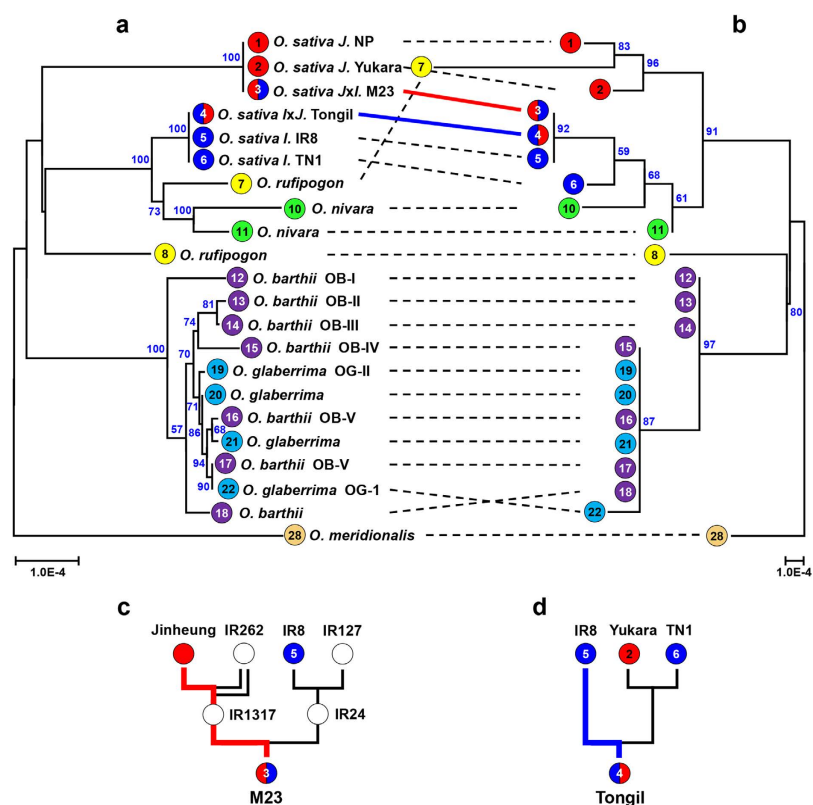 a
b
1 O. sativa J. NP
1
83
100
2 O. sativa J. Yukara
7
96
2
3 O. sativa JxI. M23
3
4 O. sativa IxJ. Tongil
4
92
91
100
5 O. sativa I. IR8
5
6 O. sativa I. TN1
59
100
6
68
7 O. rufipogon
73
100
10 O. nivara
10
61
11 O. nivara
11
8 O. rufipogon
8
12 O. barthii OB-I
12
13 O. barthii OB-II
13
81
80
14 O. barthii OB-III
14
74
15 O. barthii OB-IV
15
97
100
70
19 O. glaberrima OG-II
19
20 O. glaberrima
20
71
16 O. barthii OB-V
16
87
57
86
68
21 O. glaberrima
21
94
17 O. barthii OB-V
17
90
22 O. glaberrima OG-1
18
18 O. barthii
22
28 O. meridionalis
28
1.0E-4
1.0E-4
c
d
Jinheung IR262 IR8 IR127
5
IR1317
IR24
3
M23
IR8 Yukara TN1
5 2 6
4
Tongil